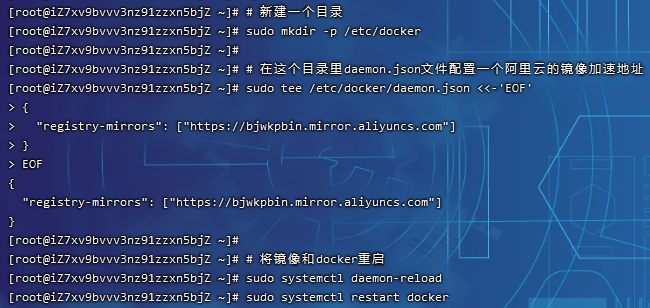 [root@iZ7xv9bvvv3nz91zzxn5bjZ ~]# # 新建一个目录
[root@iZ7xv9bvvv3nz91zzxn5bjZ ~]# sudo mkdir -p /etc/docker
[root@iZ7xv9bvvv3nz91zzxn5bjZ ~]#
[root@iZ7xv9bvvv3nz91zzxn5bjZ ~]# # 在这个目录里daemon.json文件配置一个阿里云的镜像加速地址
[root@iZ7xv9bvvv3nz91zzxn5bjZ ~]# sudo tee /etc/docker/daemon.json <<-'EOF'
> {
>   "registry-mirrors": ["https://bjwkpbin.mirror.aliyuncs.com"]
> }
> EOF
{
  "registry-mirrors": ["https://bjwkpbin.mirror.aliyuncs.com"]
}
[root@iZ7xv9bvvv3nz91zzxn5bjZ ~]#
[root@iZ7xv9bvvv3nz91zzxn5bjZ ~]# # 将镜像和docker重启
[root@iZ7xv9bvvv3nz91zzxn5bjZ ~]# sudo systemctl daemon-reload
[root@iZ7xv9bvvv3nz91zzxn5bjZ ~]# sudo systemctl restart docker